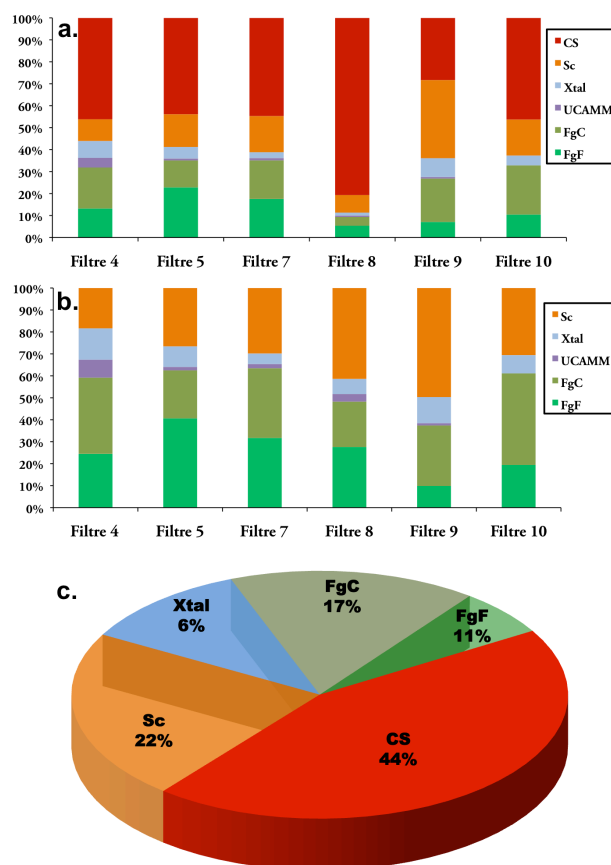 a.
100%
90%
80%
70%
60%
50%
40%
30%
20%
10%
0%
Filtre 4 Filtre 5 Filtre 7 Filtre 8 Filtre 9 Filtre 10
CS
Sc
Xtal
UCAMM
FgC
FgF
b.
100%
90%
80%
70%
60%
50%
40%
30%
20%
10%
0%
Filtre 4 Filtre 5 Filtre 7 Filtre 8 Filtre 9 Filtre 10
Sc
Xtal
UCAMM
FgC
FgF
c.
FgC
17%
Xtal
6%
FgF
11%
Sc
22%
CS
44%